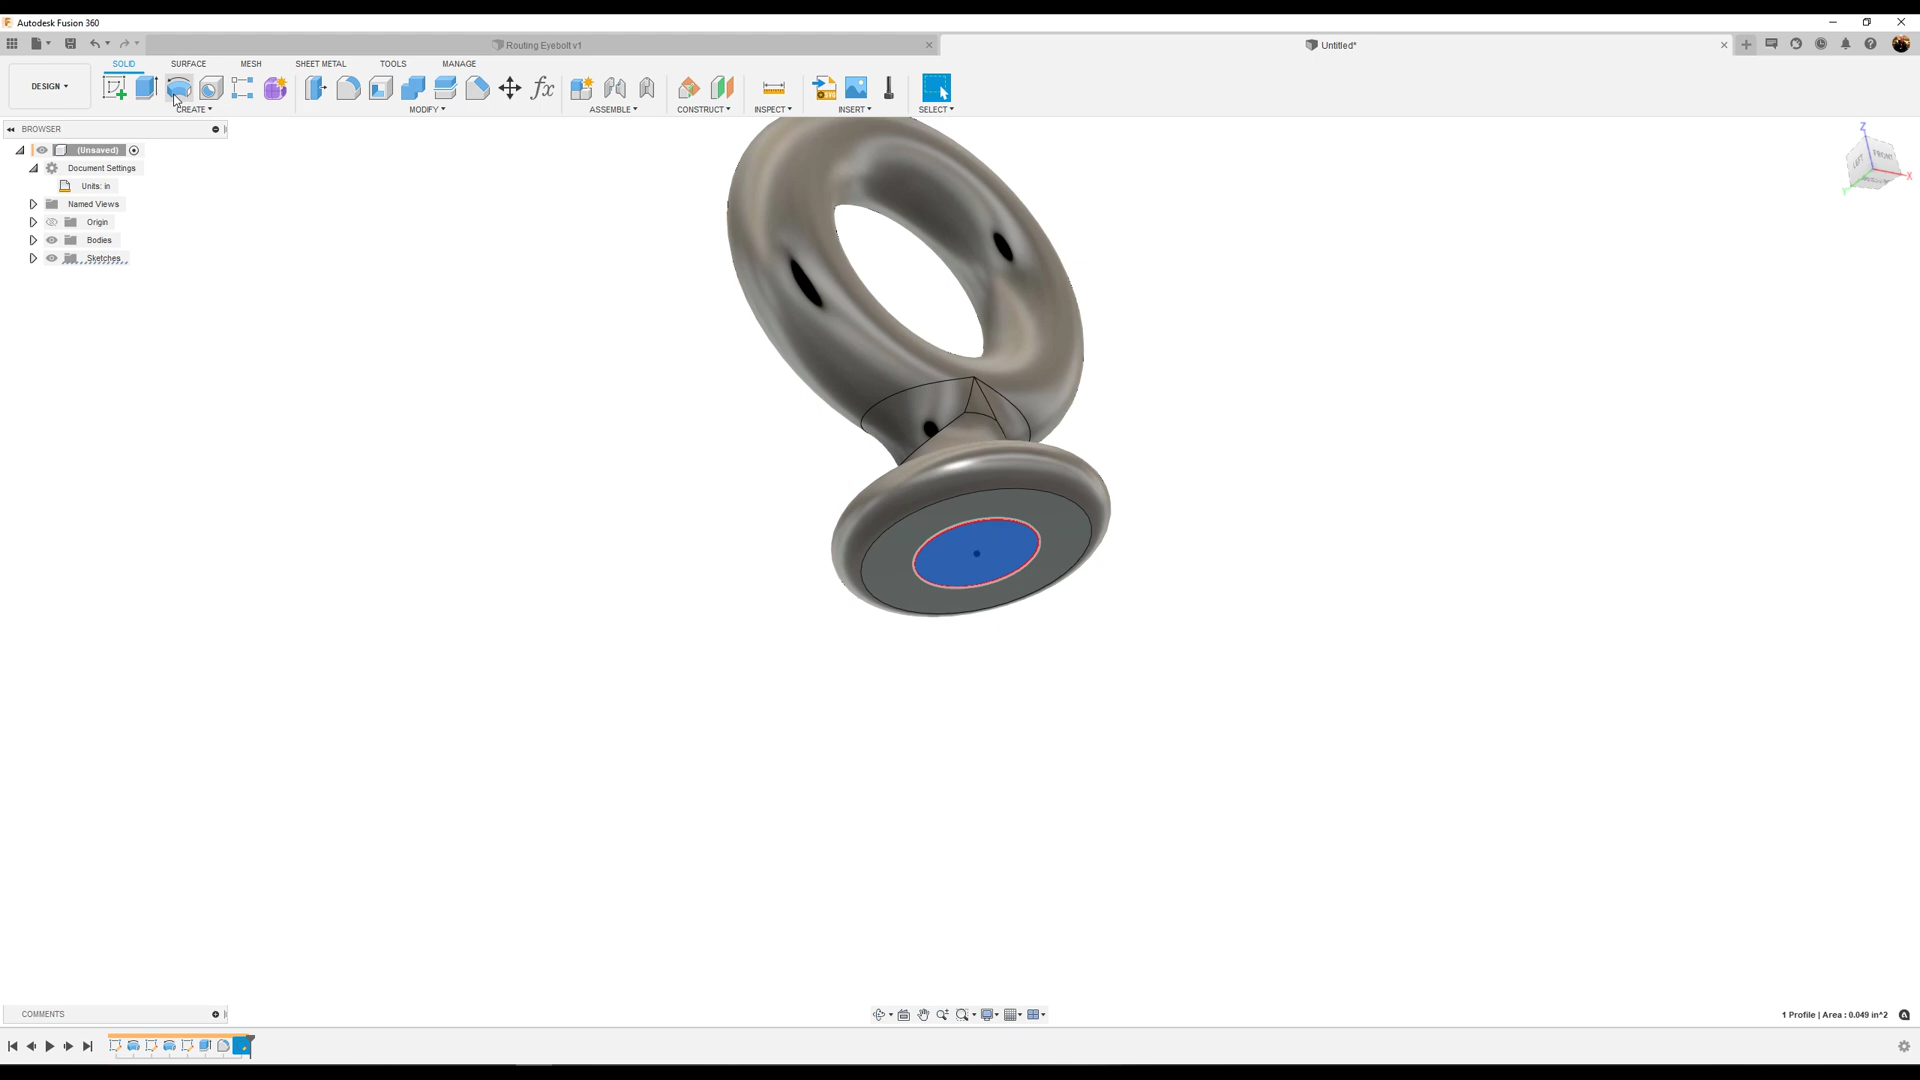 Autodesk Fusion 360
Routing Eyebolt v1
Untitled*
DESIGN
SOLID
SURFACE
MESH
SHEET METAL
TOOLS
MANAGE
CREATE
MODIFY
ASSEMBLE
CONSTRUCT
INSPECT
INSERT
SELECT
BROWSER
(Unsaved)
Document Settings
Units: in
Named Views
Origin
Bodies
Sketches
Z
LEFT
FRONT
X
COMMENTS
1 Profile | Area : 0.049 in^2